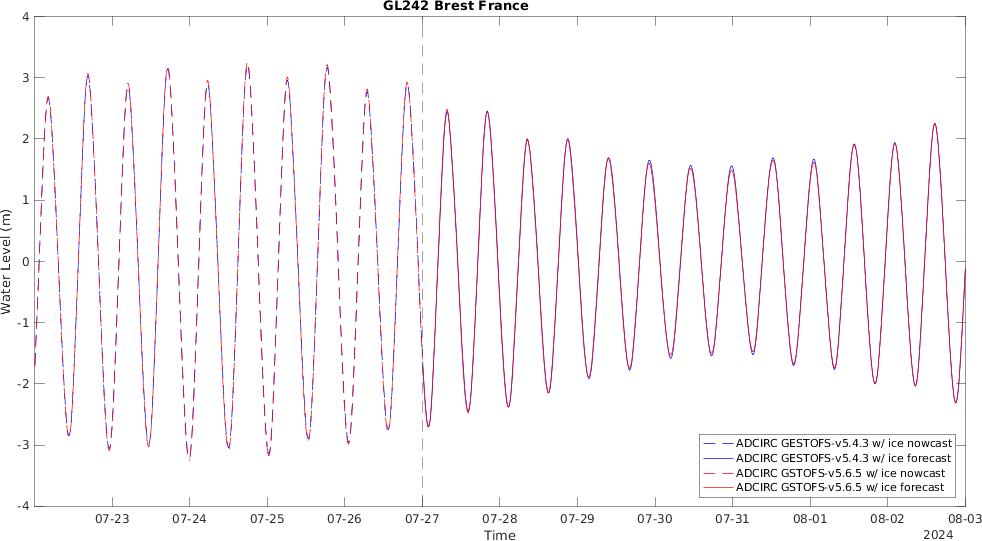 GL242 Brest France
4
3
2
1
0
-1
-2
-3
-4
Water Level (m)
ADCIRC GESTOFS-v5.4.3 w/ ice nowcast
ADCIRC GESTOFS-v5.4.3 w/ ice forecast
ADCIRC GSTOFS-v5.6.5 w/ ice nowcast
ADCIRC GSTOFS-v5.6.5 w/ ice forecast
07-23 07-24 07-25 07-26 07-27 07-28 07-29 07-30 07-31 08-01 08-02 08-03
Time
2024